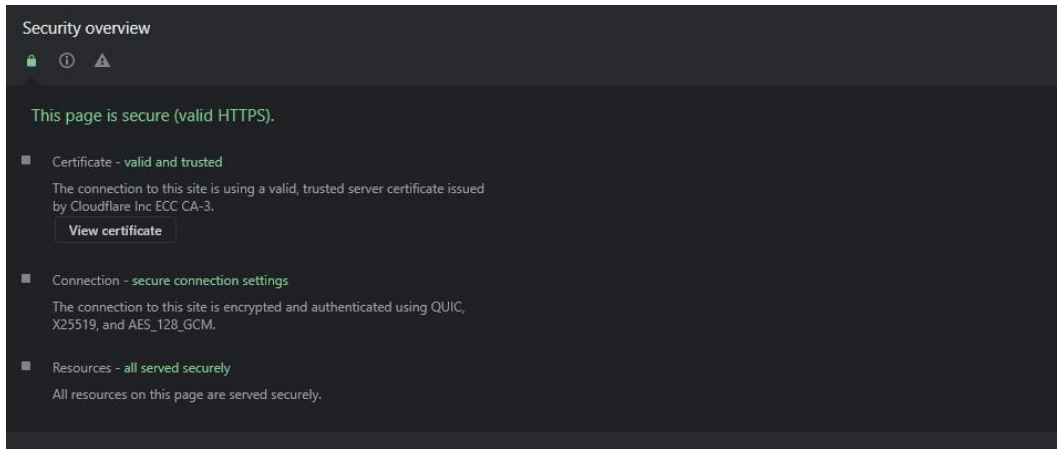 Security overview
This page is secure (valid HTTPS).
Certificate - valid and trusted
The connection to this site is using a valid, trusted server certificate issued
by Cloudflare Inc ECC CA-3.
View certificate
Connection - secure connection settings
The connection to this site is encrypted and authenticated using QUIC,
X25519, and AES_128_GCM.
Resources - all served securely
All resources on this page are served securely.